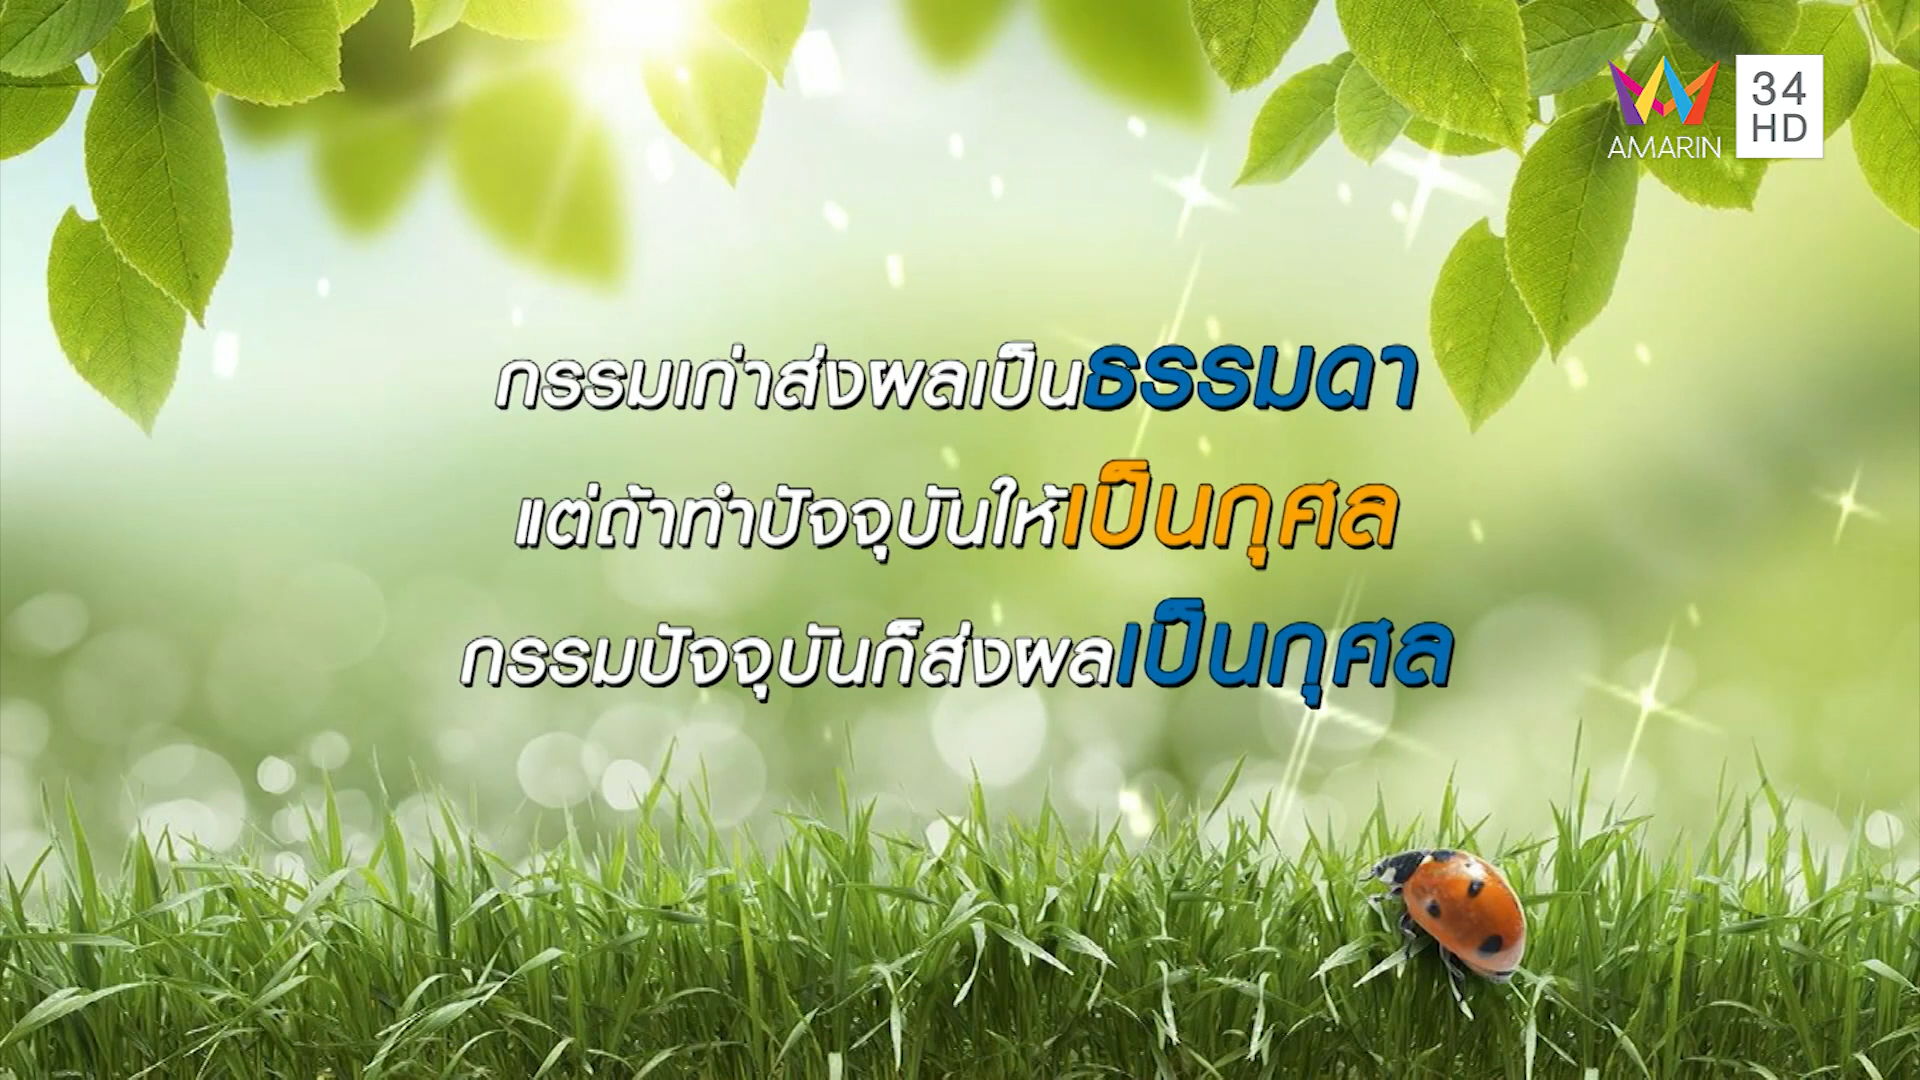 AMARIN
34
HD
กรรมเก่าส่งผลเป็นธรรมดา
แต่ถ้าทำปัจจุบันให้เป็นกุศล
กรรมปัจจุบันก็ส่งผลเป็นกุศล